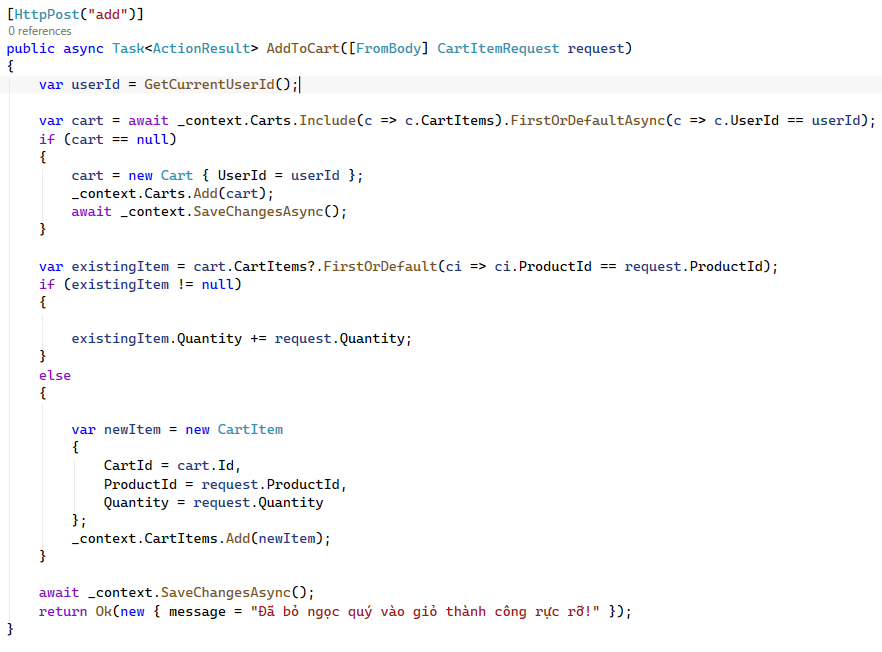 [HttpPost("add")]
0 references
public async Task<ActionResult> AddToCart([FromBody] CartItemRequest request)
{
    var userId = GetCurrentUserId();

    var cart = await _context.Carts.Include(c => c.CartItems).FirstOrDefaultAsync(c => c.UserId == userId);
    if (cart == null)
    {
        cart = new Cart { UserId = userId };
        _context.Carts.Add(cart);
        await _context.SaveChangesAsync();
    }

    var existingItem = cart.CartItems?.FirstOrDefault(ci => ci.ProductId == request.ProductId);
    if (existingItem != null)
    {

        existingItem.Quantity += request.Quantity;
    }
    else
    {

        var newItem = new CartItem
        {
            CartId = cart.Id,
            ProductId = request.ProductId,
            Quantity = request.Quantity
        };
        _context.CartItems.Add(newItem);
    }

    await _context.SaveChangesAsync();
    return Ok(new { message = "Đã bỏ ngọc quý vào giỏ thành công rực rỡ!" });
}